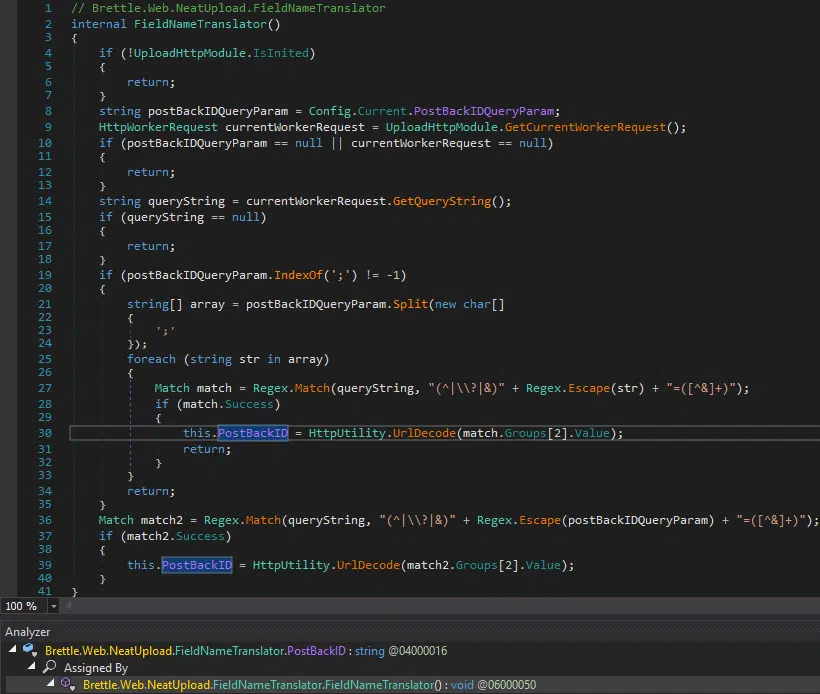 1 // Brettle.Web.NeatUpload.FieldNameTranslator
2 internal FieldNameTranslator()
3 {
4 if (!UploadHttpModule.IsInited)
5 {
6 return;
7 }
8 string postBackIDQueryParam = Config.Current.PostBackIDQueryParam;
9 HttpWorkerRequest currentWorkerRequest = UploadHttpModule.GetCurrentWorkerRequest();
10 if (postBackIDQueryParam == null || currentWorkerRequest == null)
11 {
12 return;
13 }
14 string queryString = currentWorkerRequest.GetQueryString();
15 if (queryString == null)
16 {
17 return;
18 }
19 if (postBackIDQueryParam.IndexOf(';') != -1)
20 {
21 string[] array = postBackIDQueryParam.Split(new char[]
22 {
23 ';'
24 });
25 foreach (string str in array)
26 {
27 Match match = Regex.Match(queryString, "(^|\\?|&)" + Regex.Escape(str) + "=([^&]+)");
28 if (match.Success)
29 {
30 this.PostBackID = HttpUtility.UrlDecode(match.Groups[2].Value);
31 return;
32 }
33 }
34 return;
35 }
36 Match match2 = Regex.Match(queryString, "(^|\\?|&)" + Regex.Escape(postBackIDQueryParam) + "=([^&]+)");
37 if (match2.Success)
38 {
39 this.PostBackID = HttpUtility.UrlDecode(match2.Groups[2].Value);
40 }
41 }
100 %
Analyzer
Brettle.Web.NeatUpload.FieldNameTranslator.PostBackID : string @04000016
Assigned By
Brettle.Web.NeatUpload.FieldNameTranslator.FieldNameTranslator() : void @06000050